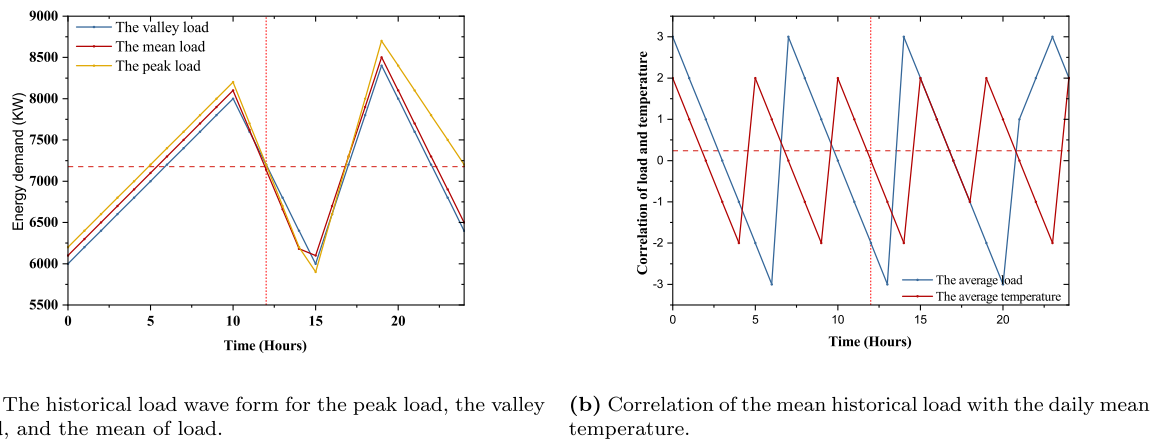 9000
8500
8000
7500
7000
6500
6000
5500
0
5
10
15
20
Energy demand (KW)
Time (Hours)
The valley load
The mean load
The peak load
3
2
1
0
-1
-2
-3
0
5
10
15
20
Correlation of load and temperature
Time (Hours)
The average load
The average temperature
The historical load wave form for the peak load, the valley
, and the mean of load.
(b) Correlation of the mean historical load with the daily mean
temperature.